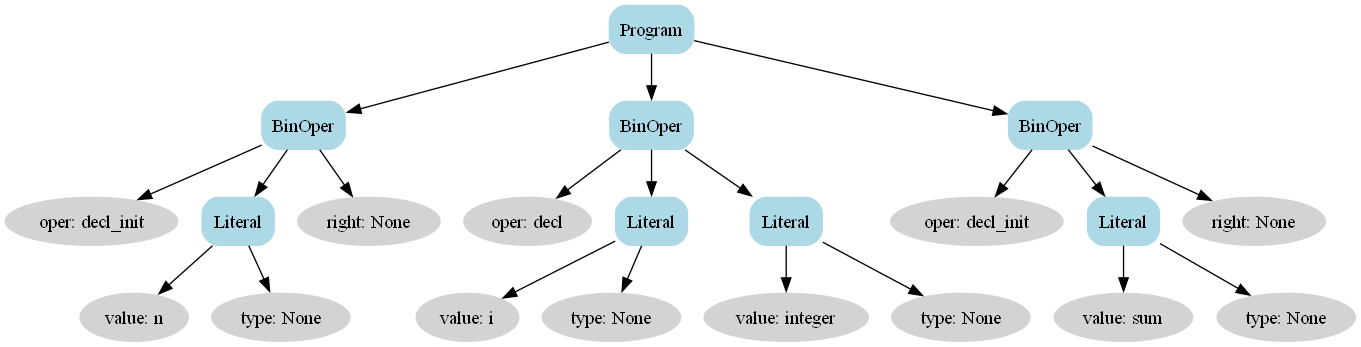 Program
BinOper
BinOper
BinOper
oper: decl_init
Literal
right: None
oper: decl
Literal
Literal
oper: decl_init
Literal
right: None
value: n
type: None
value: i
type: None
value: integer
type: None
value: sum
type: None